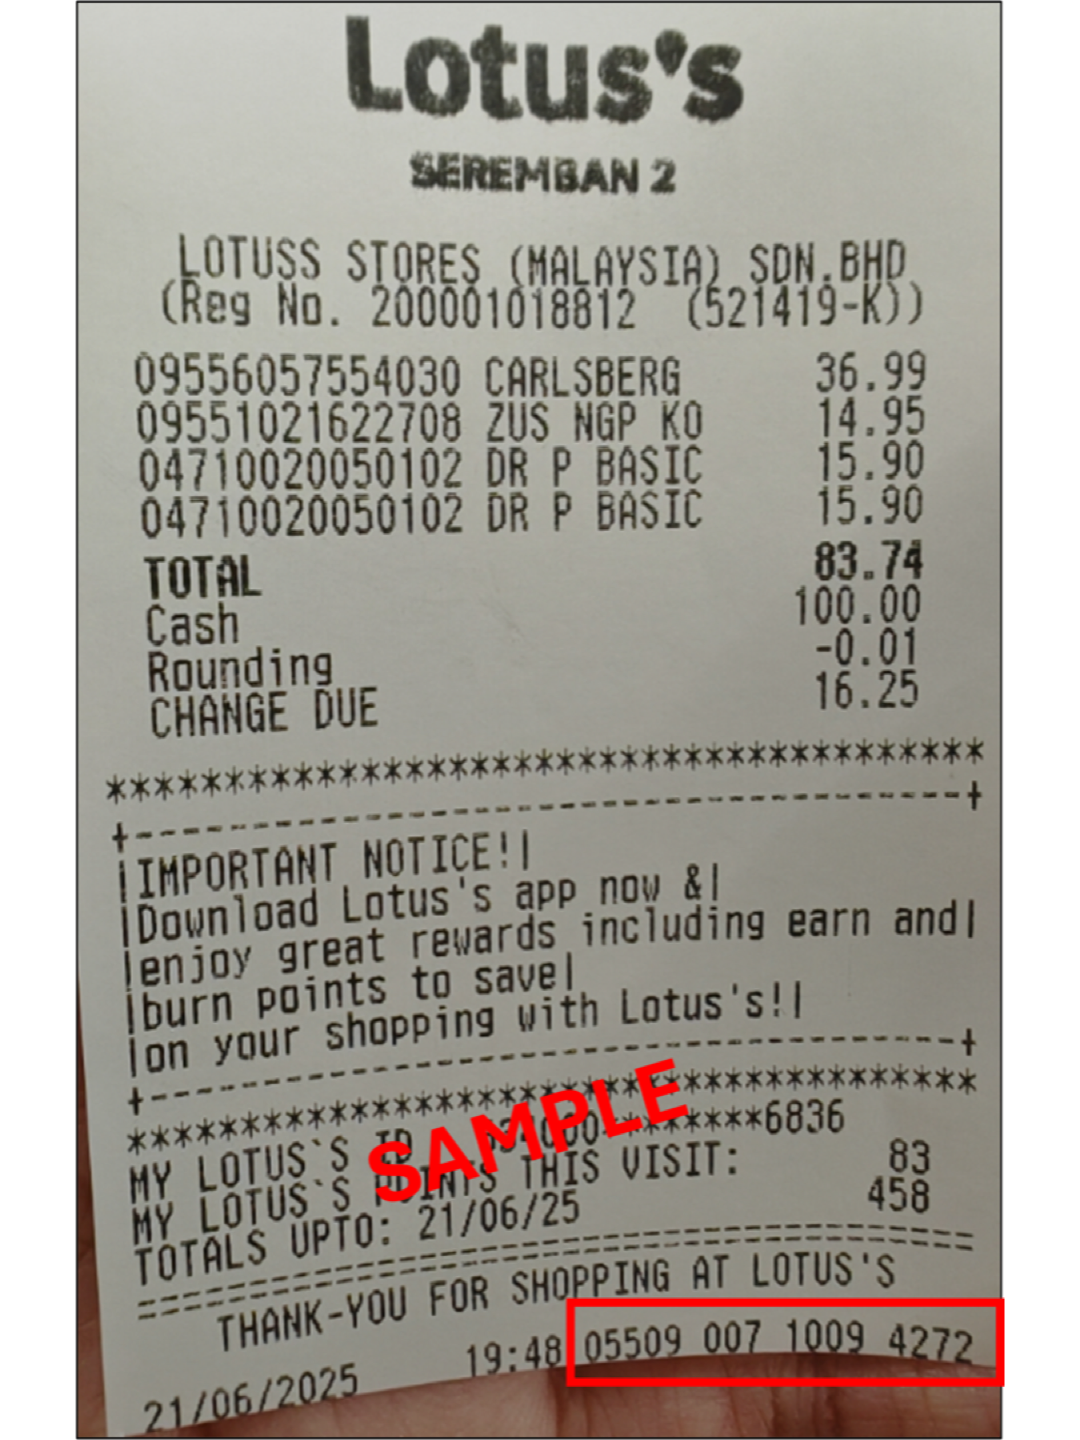 Lotus's
SEREMBAN 2
LOTUSS STORES (MALAYSIA) SDN.BHD
(Reg No. 200001018812 (521419-K))
09556057554030 CARLSBERG 36.99
09551021622708 ZUS NGP KO 14.95
04710020050102 DR P BASIC 15.90
04710020050102 DR P BASIC 15.90
TOTAL 83.74
Cash 100.00
Rounding -0.01
CHANGE DUE 16.25
**************************************
+------------------------------------+
|IMPORTANT NOTICE!|
|Download Lotus's app now &|
|enjoy great rewards including earn and|
|burn points to save|
|on your shopping with Lotus's!|
+------------------------------------+
**************************************
SAMPLE
MY LOTUS`S ID ********6836
MY LOTUS`S POINTS THIS VISIT: 83
TOTALS UPTO: 21/06/25 458
======================================
THANK-YOU FOR SHOPPING AT LOTUS'S
21/06/2025 19:48 05509 007 1009 4272